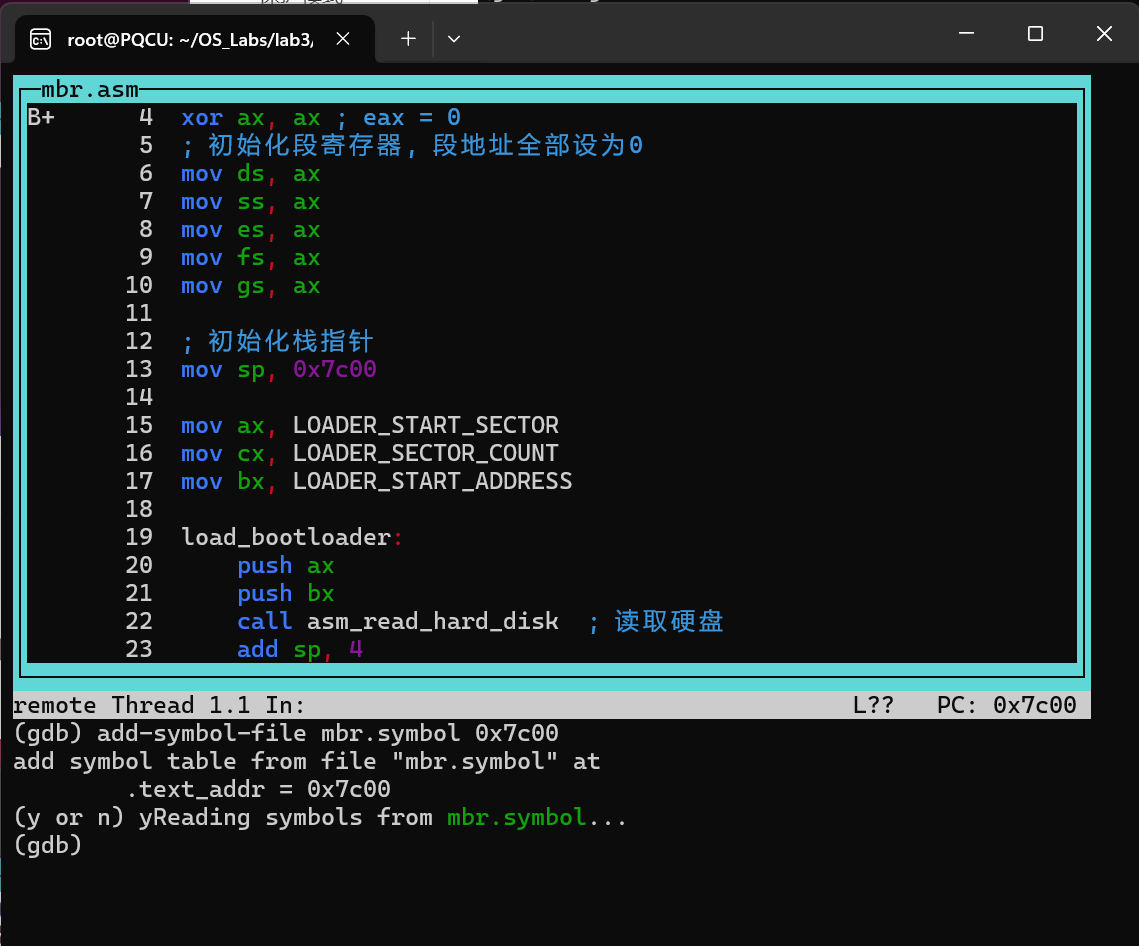 root@PQCU: ~/OS_Labs/lab3/
mbr.asm
B+ 4 xor ax, ax ; eax = 0
5 ; 初始化段寄存器, 段地址全部设为0
6 mov ds, ax
7 mov ss, ax
8 mov es, ax
9 mov fs, ax
10 mov gs, ax
11
12 ; 初始化栈指针
13 mov sp, 0x7c00
14
15 mov ax, LOADER_START_SECTOR
16 mov cx, LOADER_SECTOR_COUNT
17 mov bx, LOADER_START_ADDRESS
18
19 load_bootloader:
20 push ax
21 push bx
22 call asm_read_hard_disk ; 读取硬盘
23 add sp, 4
remote Thread 1.1 In: L?? PC: 0x7c00
(gdb) add-symbol-file mbr.symbol 0x7c00
add symbol table from file "mbr.symbol" at
.text_addr = 0x7c00
(y or n) yReading symbols from mbr.symbol...
(gdb)